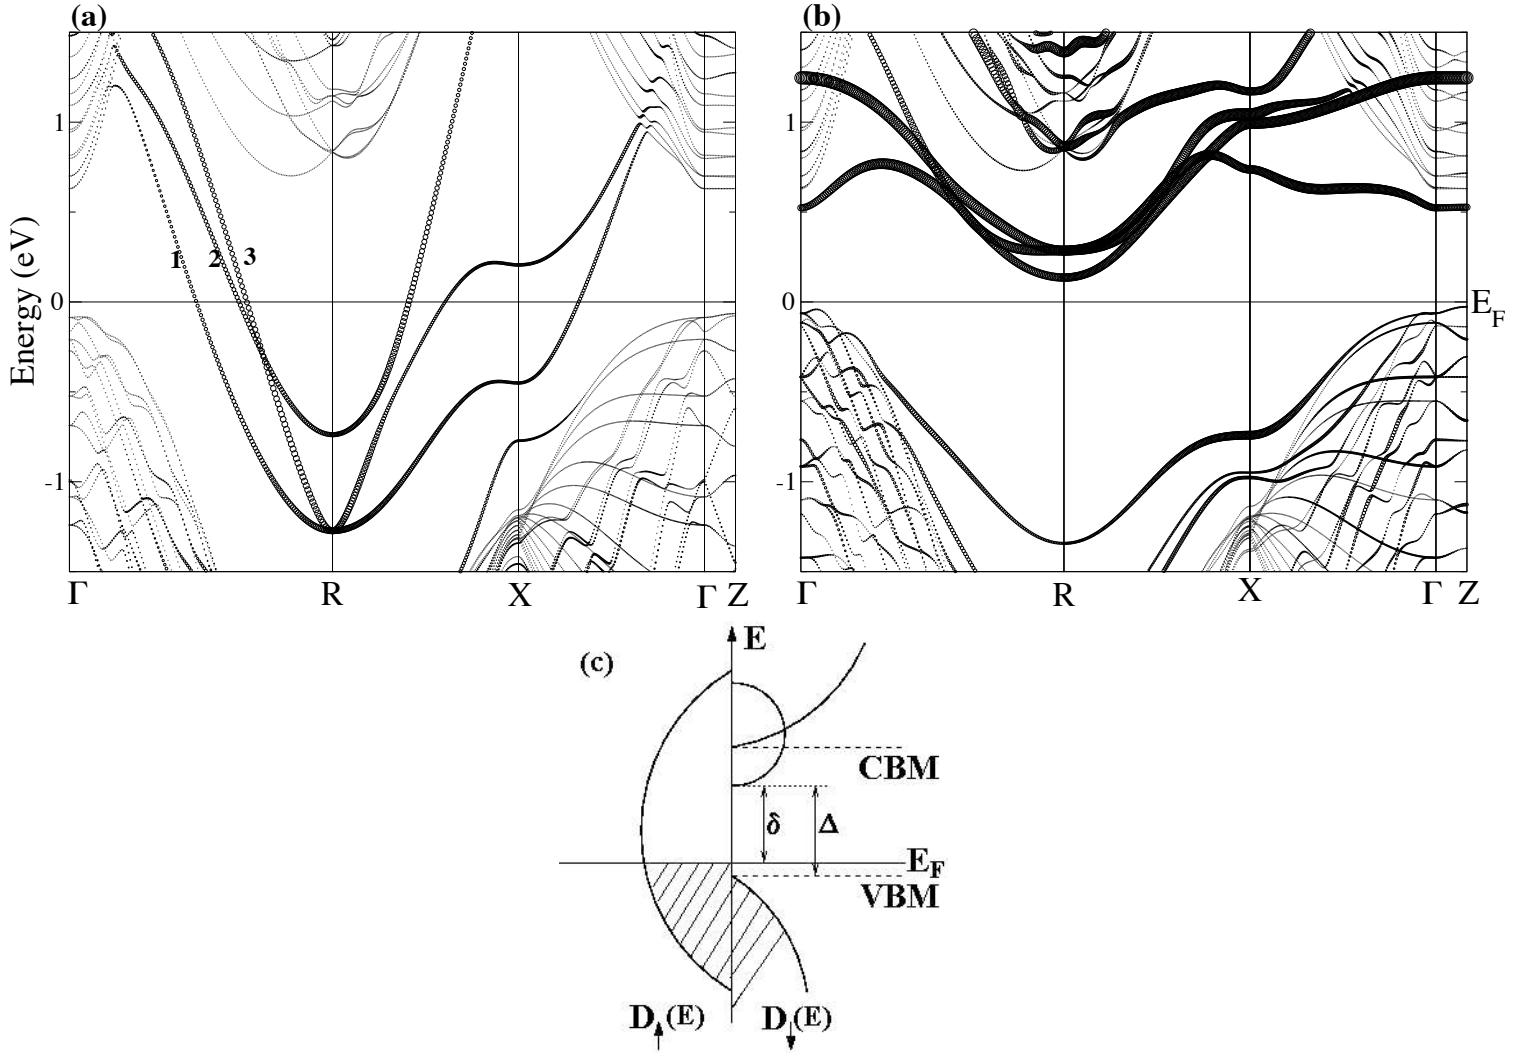 (a)
(b)
Energy (eV)
1
0
-1
1
2
3
Γ
R
X
Γ
Z
1
0
-1
E_F
Γ
R
X
Γ
Z
(c)
E
CBM
δ
Δ
E_F
VBM
D↑(E)
D↓(E)